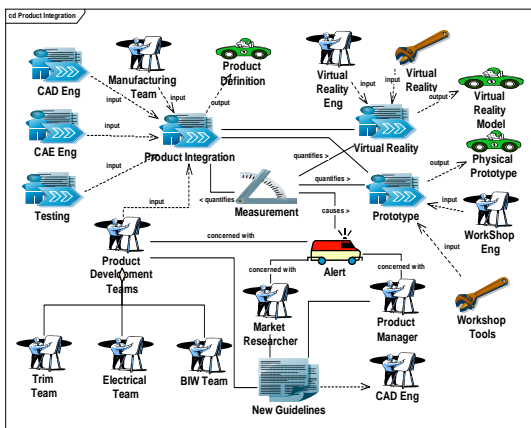 cd Product Integration
CAD Eng
Manufacturing
Team
Product
Definition
Virtual
Reality
Eng
Virtual
Reality
Virtual
Reality
Model
input
input
output
input
input
output
CAE Eng
input
Product Integration
Virtual Reality
Physical
Prototype
output
Testing
input
quantifies >
quantifies >
< quantifies
Measurement
Prototype
input
WorkShop
Eng
input
causes >
input
Product
Development
Teams
concerned with
Alert
concerned with
concerned with
Market
Researcher
Product
Manager
Workshop
Tools
Trim
Team
Electrical
Team
BIW Team
New Guidelines
CAD Eng